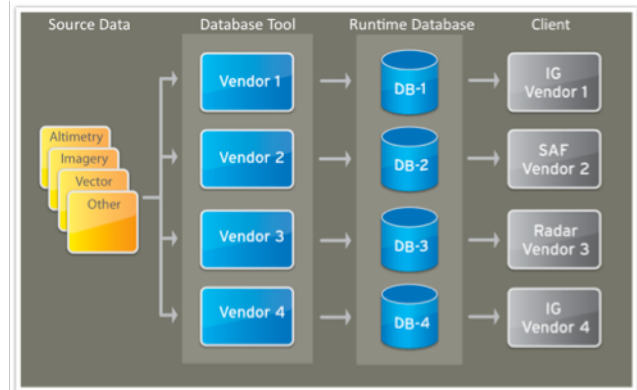 Source Data
Database Tool
Runtime Database
Client
Altimetry
Imagery
Vector
Other
Vendor 1
DB-1
IG
Vendor 1
Vendor 2
DB-2
SAF
Vendor 2
Vendor 3
DB-3
Radar
Vendor 3
Vendor 4
DB-4
IG
Vendor 4